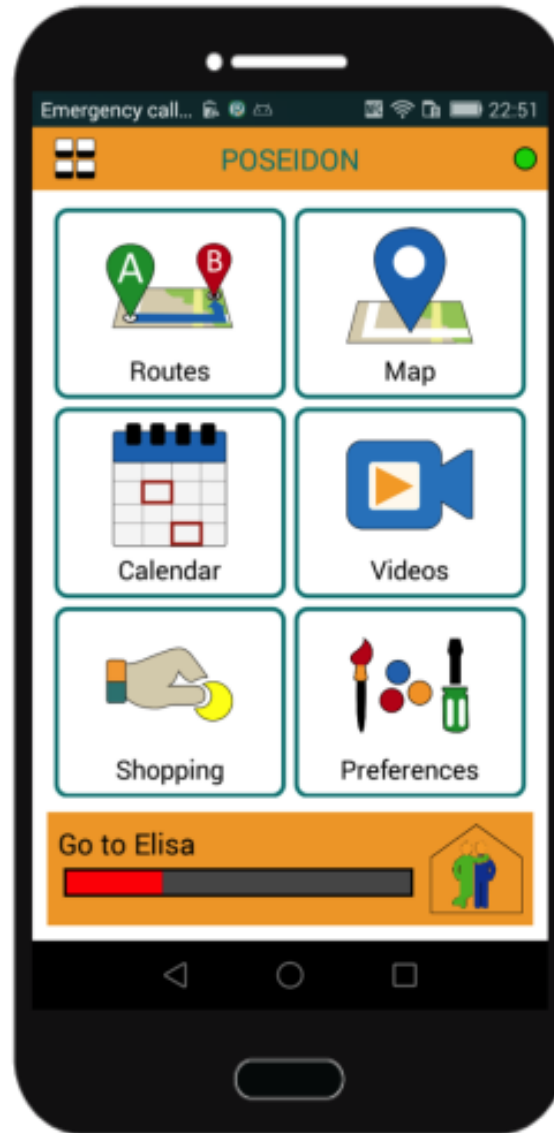 Emergency call... 22:51
POSEIDON
A B
Routes Map
Calendar Videos
Shopping Preferences
Go to Elisa